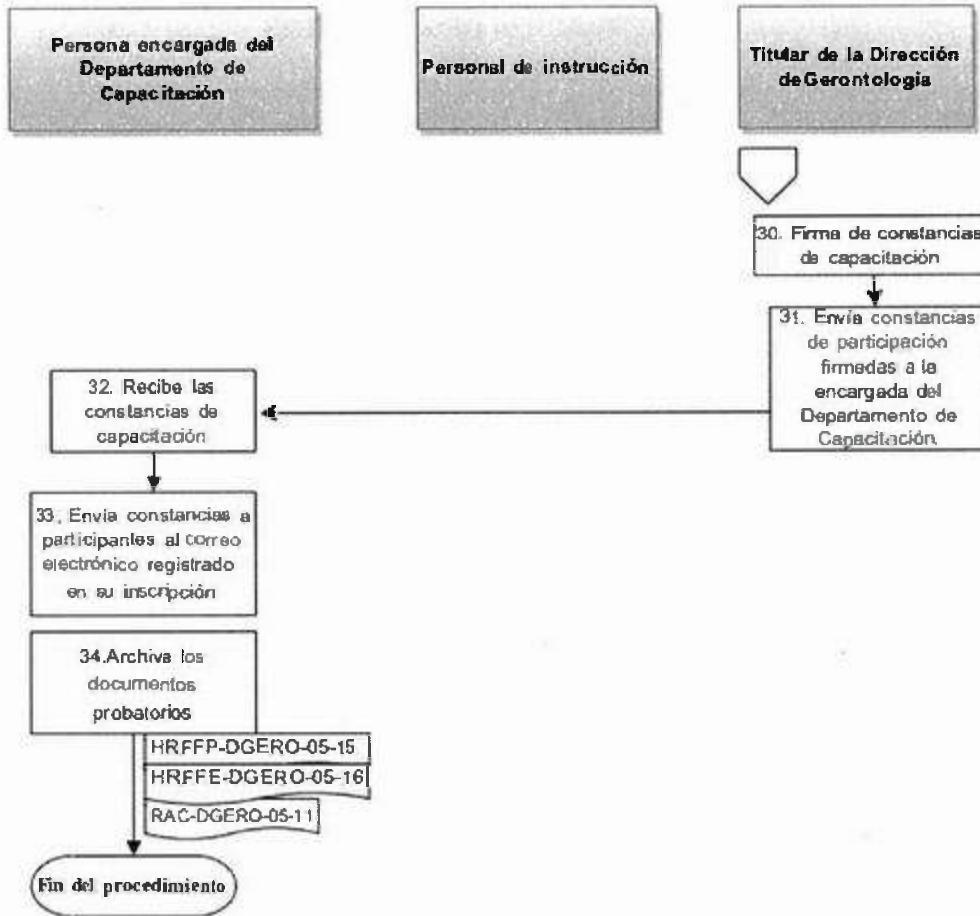 Persona encargada del
Departamento de
Capacitación
Personal de instrucción
Titular de la Dirección
de Gerontología
30. Firma de constancias
de capacitación
31. Envía constancias
de participación
firmadas a la
encargada del
Departamento de
Capacitación.
32. Recibe las
constancias de
capacitación
33. Envía constancias a
participantes al correo
electrónico registrado
en su inscripción
34.Archiva los
documentos
probatorios
HRFFP-DGERO-05-15
HRFFE-DGERO-05-16
RAC-DGERO-05-11
Fin del procedimiento